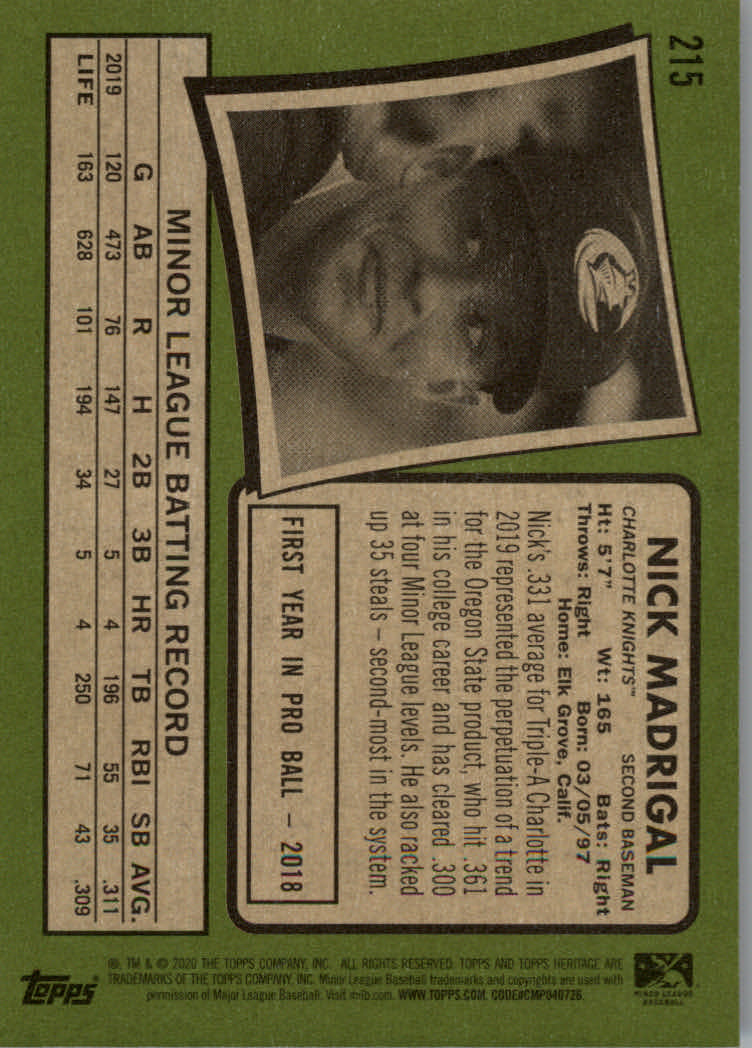 215
NICK MADRIGAL
CHARLOTTE KNIGHTS™ SECOND BASEMAN
Ht: 5'7" Wt: 165 Bats: Right
Throws: Right Born: 03/05/97
Home: Elk Grove, Calif.
Nick's .331 average for Triple-A Charlotte in
2019 represented the perpetuation of a trend
for the Oregon State product, who hit .361
in his college career and has cleared .300
at four Minor League levels. He also racked
up 35 steals – second-most in the system.
FIRST YEAR IN PRO BALL – 2018
MINOR LEAGUE BATTING RECORD
G AB R H 2B 3B HR TB RBI SB AVG.
2019 120 473 76 147 27 5 4 196 55 35 .311
LIFE 163 628 101 194 34 5 4 250 71 43 .309
MINOR LEAGUE
BASEBALL
®, TM & © 2020 THE TOPPS COMPANY, INC. ALL RIGHTS RESERVED. TOPPS AND TOPPS HERITAGE ARE
TRADEMARKS OF THE TOPPS COMPANY, INC. Minor League Baseball trademarks and copyrights are used with
permission of Major League Baseball. Visit milb.com. WWW.TOPPS.COM. CODE#CMP040726.
Topps®